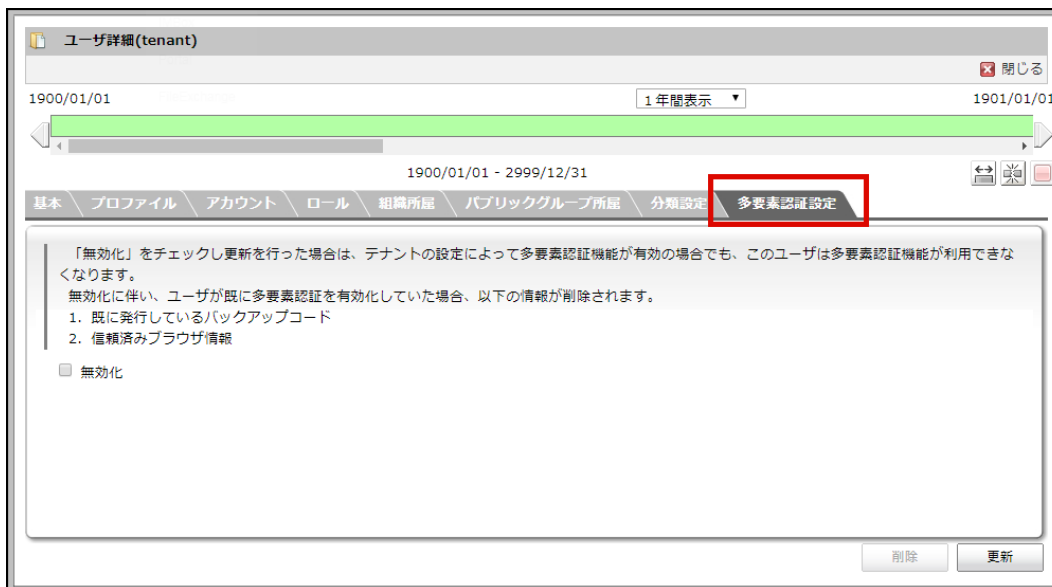 ユーザ詳細(tenant)
閉じる
1900/01/01
1年間表示
1901/01/01
1900/01/01 - 2999/12/31
基本 プロファイル アカウント ロール 組織所属 パブリックグループ所属 分類設定 多要素認証設定
「無効化」をチェックし更新を行った場合は、テナントの設定によって多要素認証機能が有効の場合でも、このユーザは多要素認証機能が利用できな
くなります。
無効化に伴い、ユーザが既に多要素認証を有効化していた場合、以下の情報が削除されます。
1. 既に発行しているバックアップコード
2. 信頼済みブラウザ情報
無効化
削除 更新